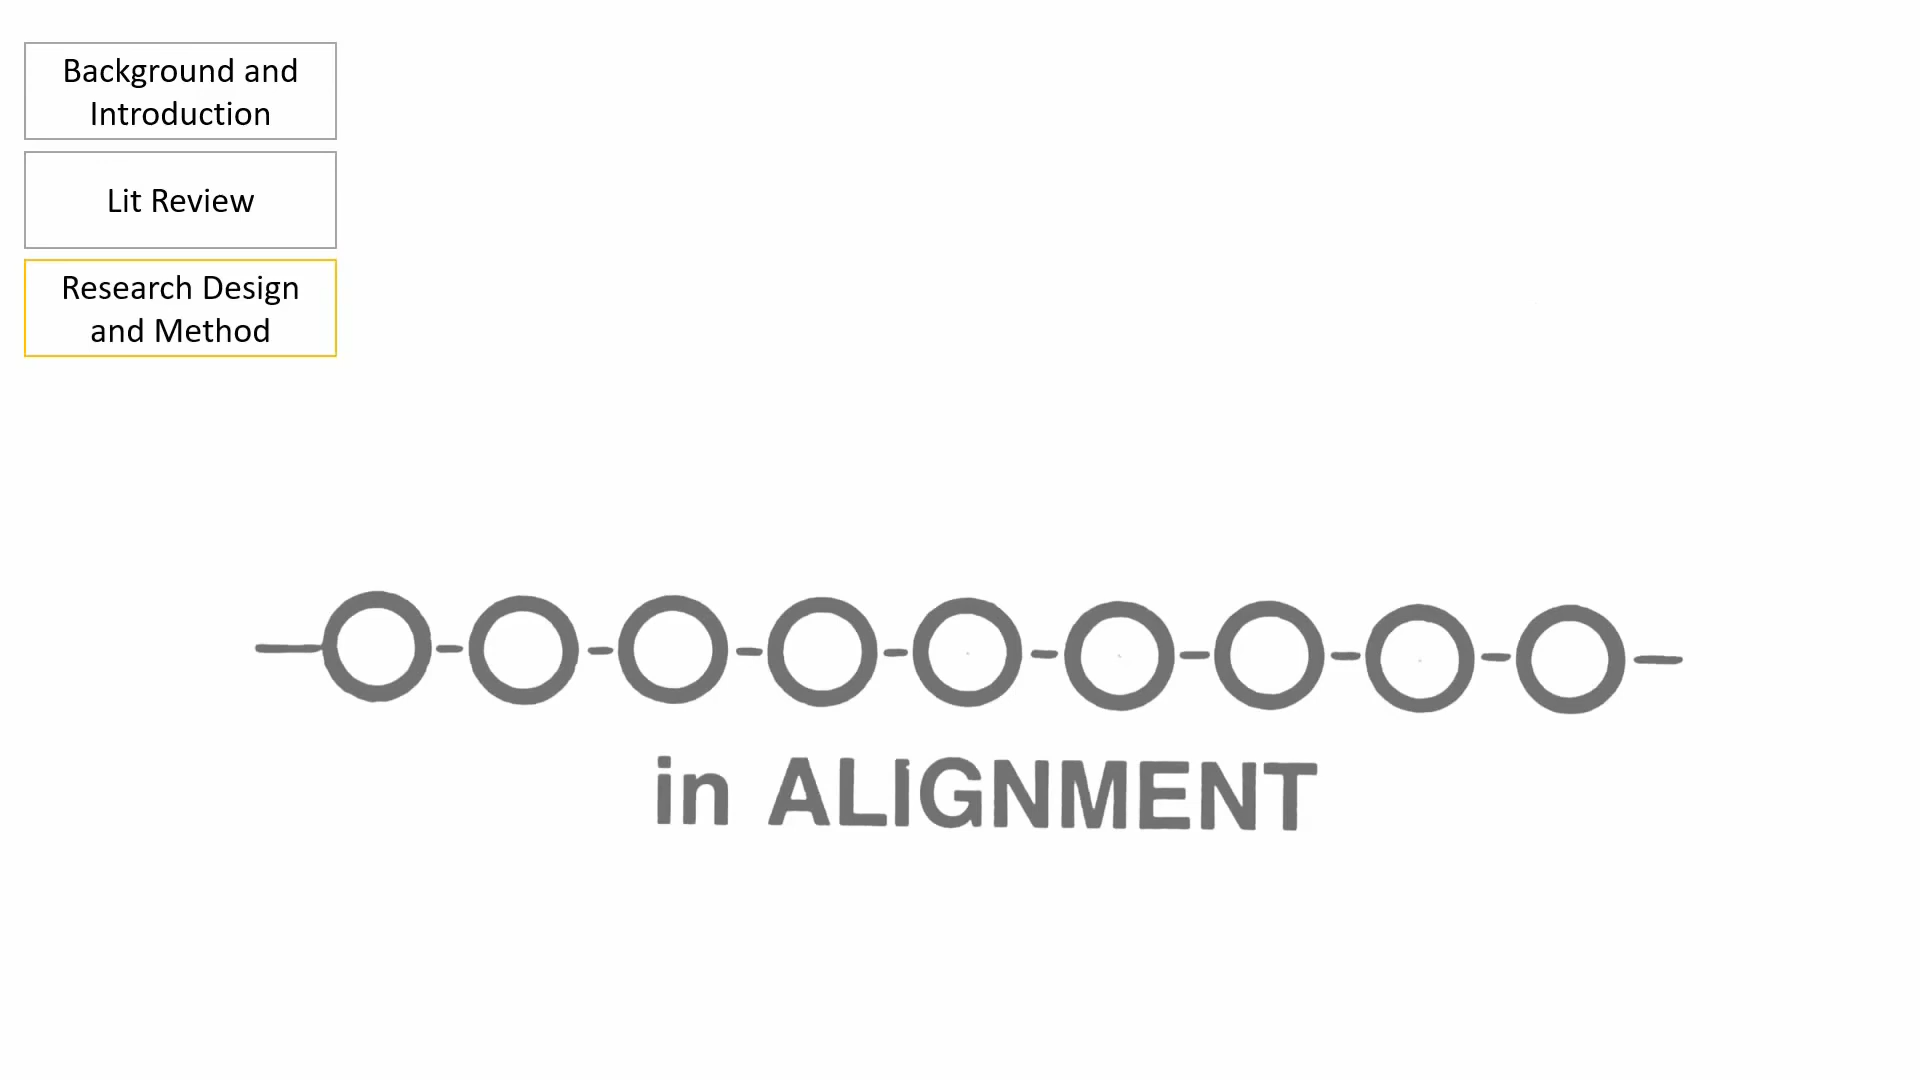 Background and
Introduction
Lit Review
Research Design
and Method
in ALIGNMENT